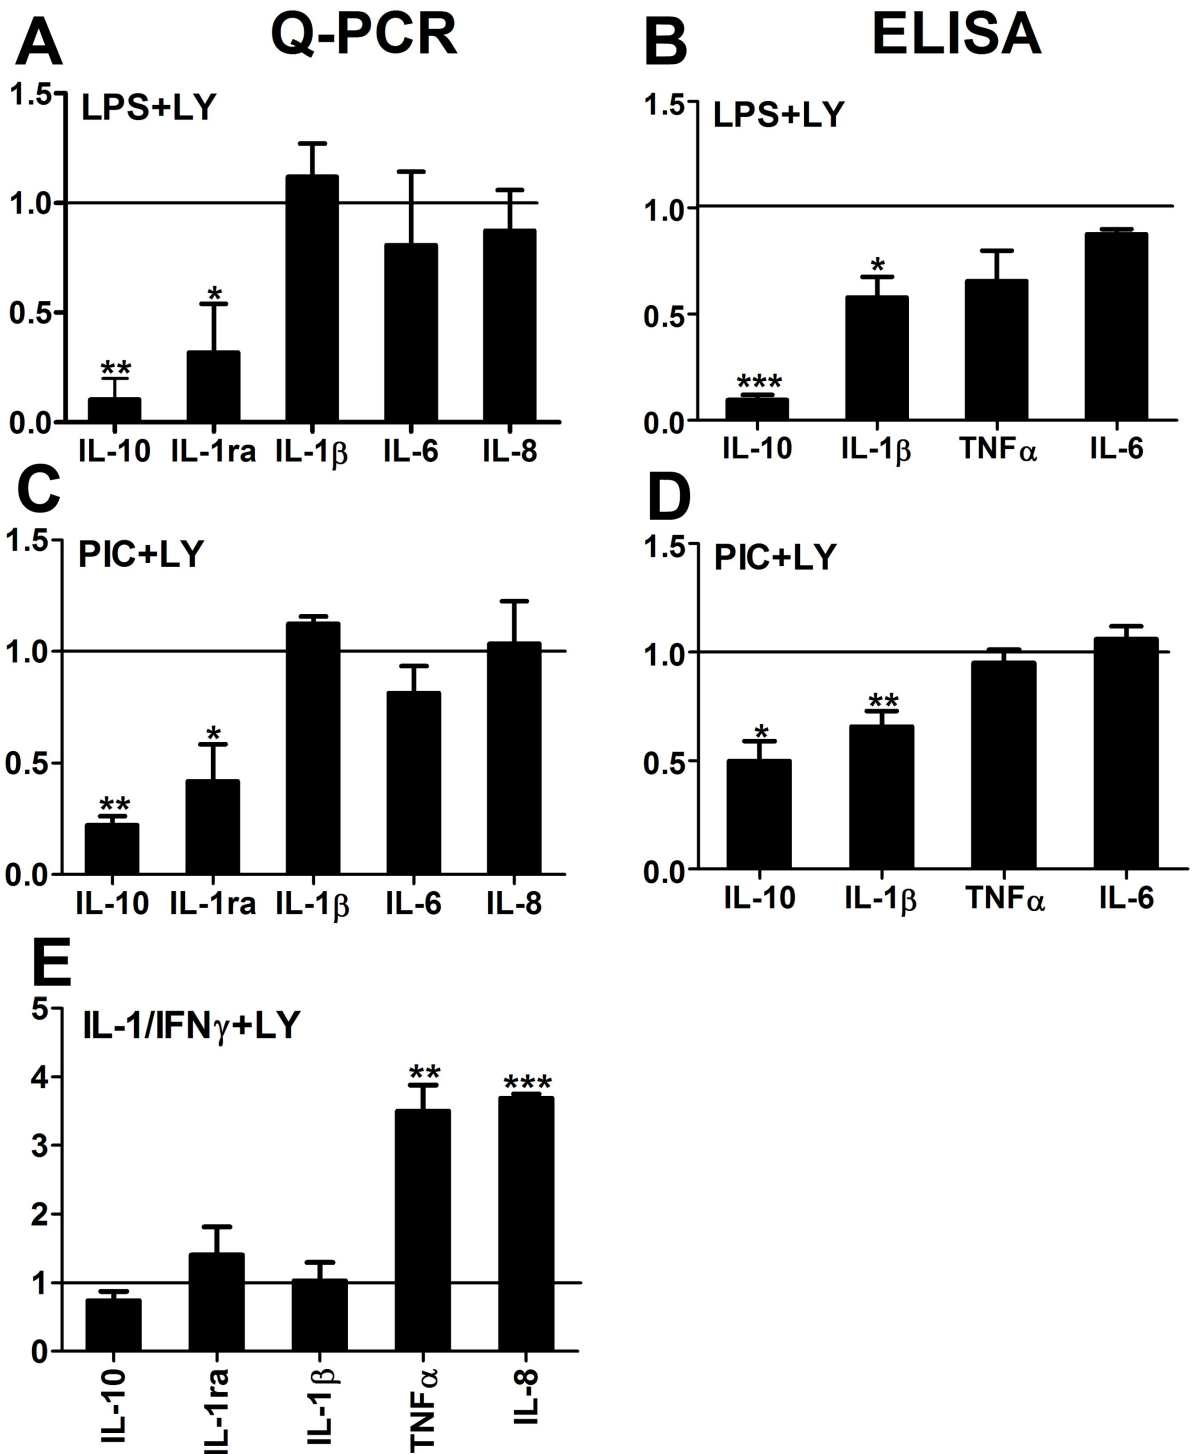 A Q-PCR
B ELISA
LPS+LY
1.5
1.0
0.5
0.0
** *
IL-10 IL-1ra IL-1β IL-6 IL-8
LPS+LY
1.5
1.0
0.5
0.0
*** *
IL-10 IL-1β TNFα IL-6
C
PIC+LY
1.5
1.0
0.5
0.0
** *
IL-10 IL-1ra IL-1β IL-6 IL-8
D
PIC+LY
1.5
1.0
0.5
0.0
* **
IL-10 IL-1β TNFα IL-6
E
IL-1/IFNγ+LY
5
4
3
2
1
0
** ***
IL-10 IL-1ra IL-1β TNFα IL-8